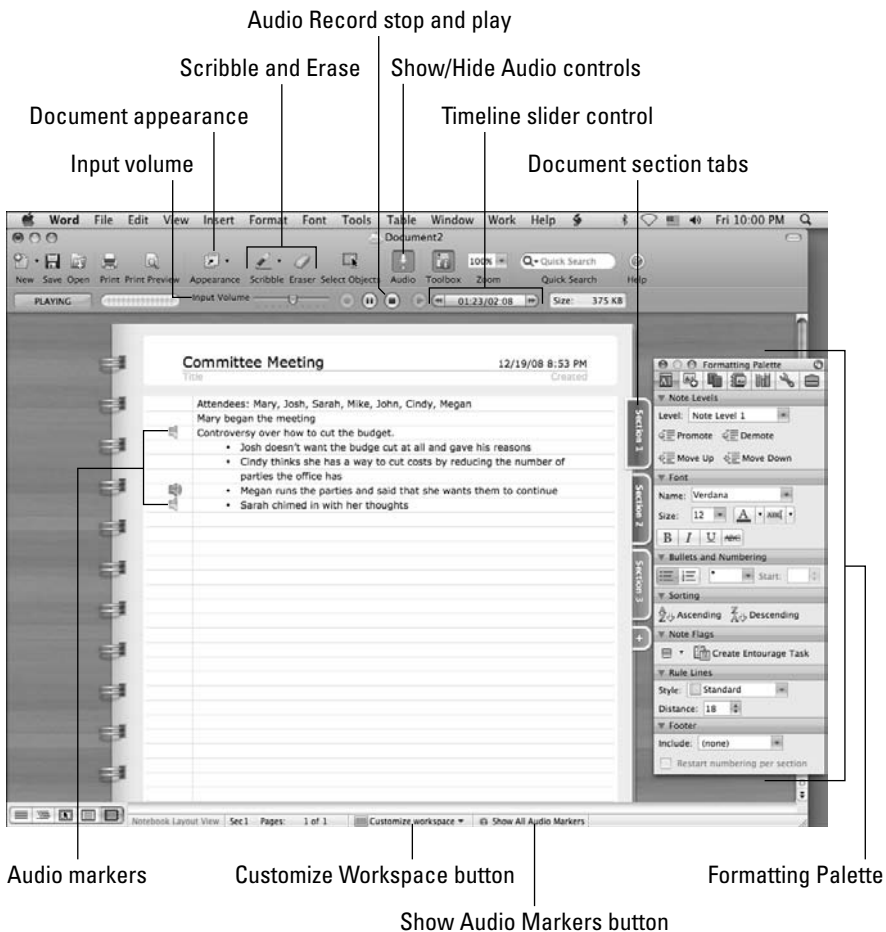 Audio Record stop and play
Scribble and Erase Show/Hide Audio controls
Document appearance Timeline slider control
Input volume Document section tabs
Word File Edit View Insert Format Font Tools Table Window Work Help Fri 10:00 PM
Document2
100% Quick Search
New Save Open Print Print Preview Appearance Scribble Eraser Select Objects Audio Toolbox Zoom Quick Search Help
PLAYING Input Volume 01:23/02:08 Size: 375 KB
Committee Meeting 12/19/08 8:53 PM
Title Created
Attendees: Mary, Josh, Sarah, Mike, John, Cindy, Megan
Mary began the meeting
Controversy over how to cut the budget.
• Josh doesn't want the budge cut at all and gave his reasons
• Cindy thinks she has a way to cut costs by reducing the number of
parties the office has
• Megan runs the parties and said that she wants them to continue
• Sarah chimed in with her thoughts
Section 1
Section 2
Section 3
+
Formatting Palette
Note Levels
Level: Note Level 1
Promote Demote
Move Up Move Down
Font
Name: Verdana
Size: 12 A ABC
B I U ABC
Bullets and Numbering
• Start:
Sorting
A Z Ascending Z A Descending
Note Flags
Create Entourage Task
Rule Lines
Style: Standard
Distance: 18
Footer
Include: (none)
Restart numbering per section
Notebook Layout View Sec 1 Pages: 1 of 1 Customize workspace Show All Audio Markers
Audio markers Customize Workspace button Formatting Palette
Show Audio Markers button